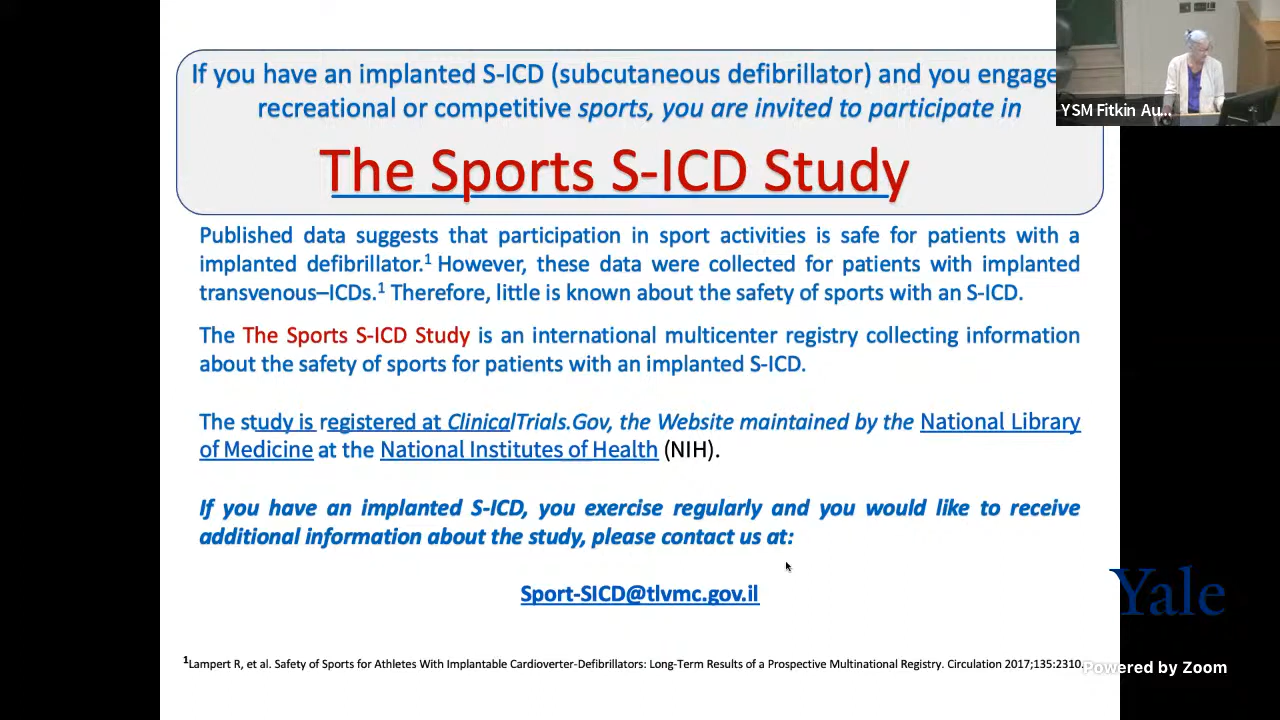 If you have an implanted S-ICD (subcutaneous defibrillator) and you engage
recreational or competitive sports, you are invited to participate in
The Sports S-ICD Study
YSM Fitkin Au...
Published data suggests that participation in sport activities is safe for patients with a
implanted defibrillator.1 However, these data were collected for patients with implanted
transvenous–ICDs.1 Therefore, little is known about the safety of sports with an S-ICD.
The The Sports S-ICD Study is an international multicenter registry collecting information
about the safety of sports for patients with an implanted S-ICD.
The study is registered at ClinicalTrials.Gov, the Website maintained by the National Library
of Medicine at the National Institutes of Health (NIH).
If you have an implanted S-ICD, you exercise regularly and you would like to receive
additional information about the study, please contact us at:
Sport-SICD@tlvmc.gov.il
Yale
1Lampert R, et al. Safety of Sports for Athletes With Implantable Cardioverter-Defibrillators: Long-Term Results of a Prospective Multinational Registry. Circulation 2017;135:2310.
Powered by Zoom